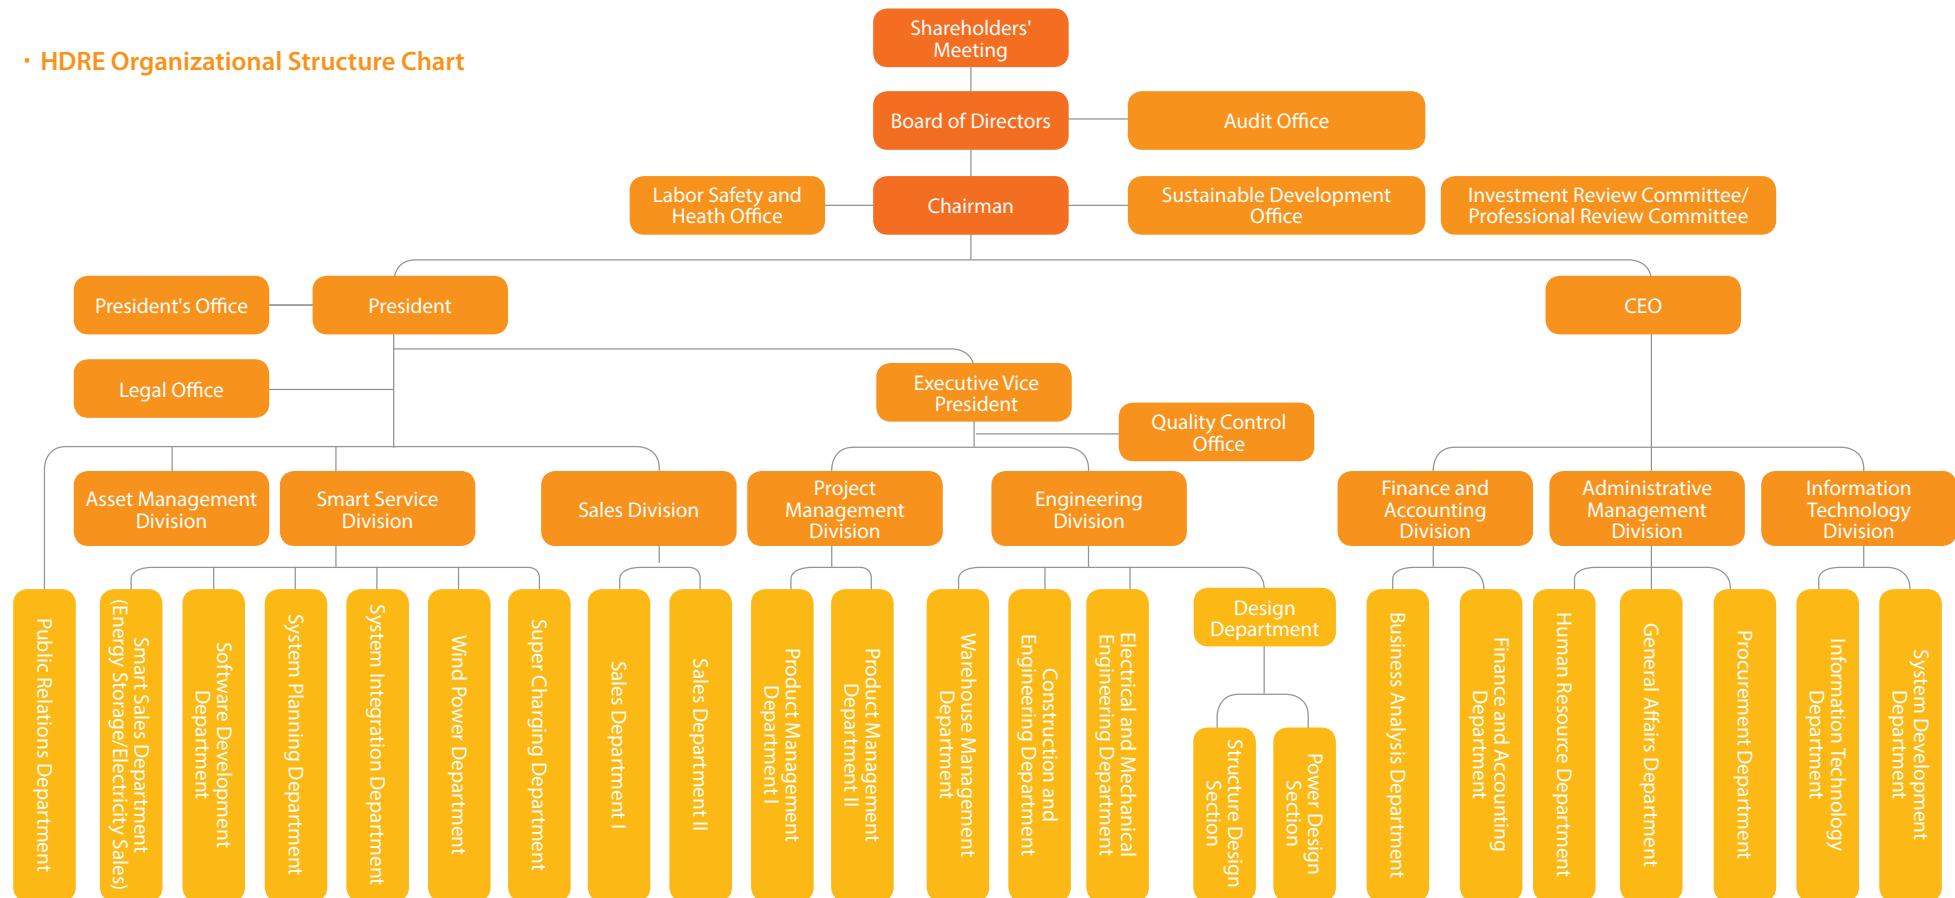 · HDRE Organizational Structure Chart
Shareholders'
Meeting
Board of Directors
Audit Office
Labor Safety and
Heath Office
Chairman
Sustainable Development
Office
Investment Review Committee/
Professional Review Committee
President's Office
President
CEO
Legal Office
Executive Vice
President
Quality Control
Office
Asset Management
Division
Smart Service
Division
Sales Division
Project
Management
Division
Engineering
Division
Finance and
Accounting
Division
Administrative
Management
Division
Information
Technology
Division
Public Relations Department
Smart Sales Department
(Energy Storage/Electricity Sales)
Software Development
Department
System Planning Department
System Integration Department
Wind Power Department
Super Charging Department
Sales Department I
Sales Department II
Product Management
Department I
Product Management
Department II
Warehouse Management
Department
Construction and
Engineering Department
Electrical and Mechanical
Engineering Department
Design
Department
Structure Design
Section
Power Design
Section
Business Analysis Department
Finance and Accounting
Department
Human Resource Department
General Affairs Department
Procurement Department
Information Technology
Department
System Development
Department